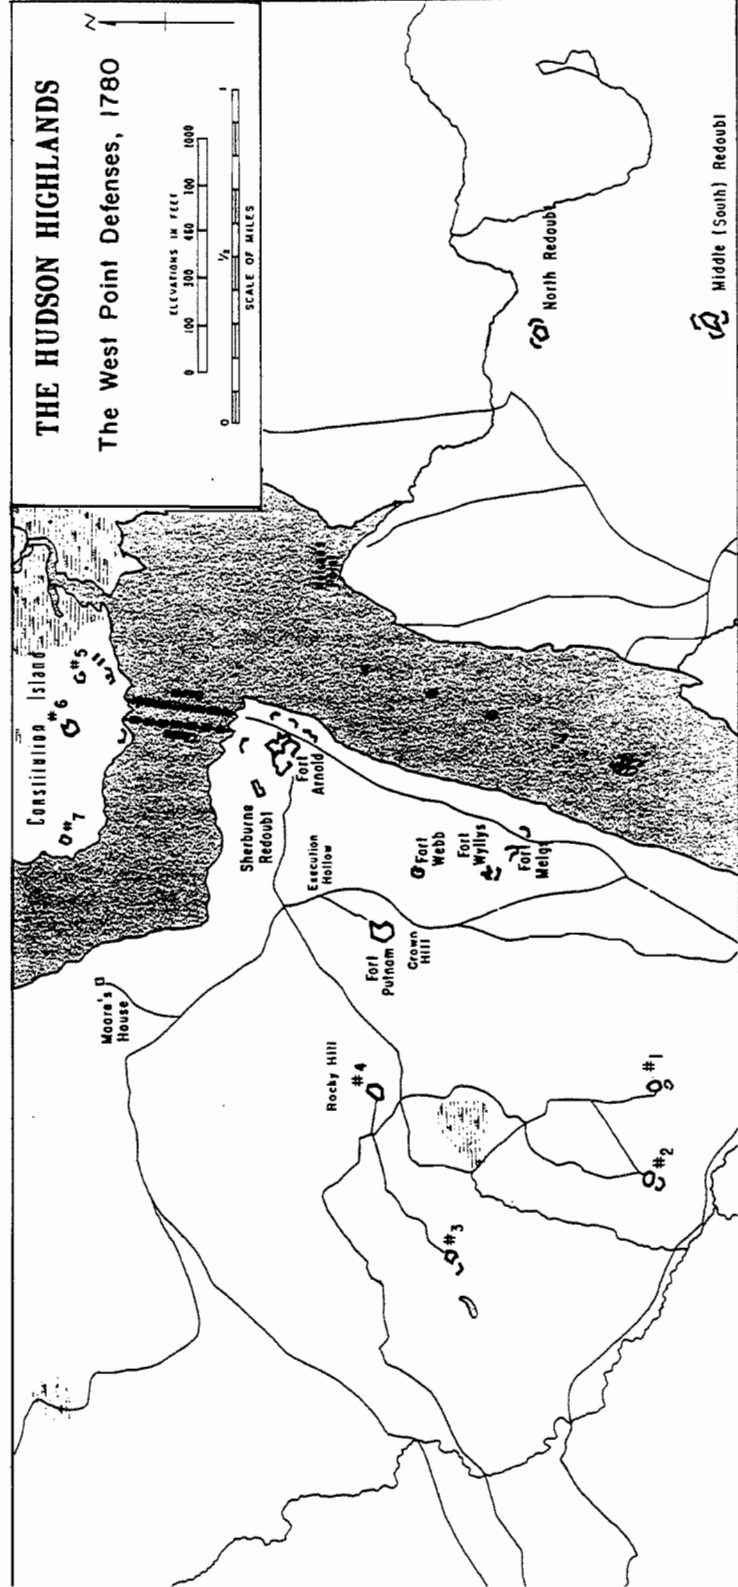 THE HUDSON HIGHLANDS
The West Point Defenses, 1780
N
ELEVATIONS IN FEET
0 100 300 460 700 1000
0 1/2 1
SCALE OF MILES
Constitution Island
#7
#6
#5
Moore's
House
Sherburne
Redoubt
Fort
Arnold
Execution
Hollow
Rocky Hill
#4
Fort
Putnam
Crown
Hill
Fort
Webb
Fort
Wyllys
Fort
Meigs
#3
#2
#1
North Redoubt
Middle (South) Redoubt